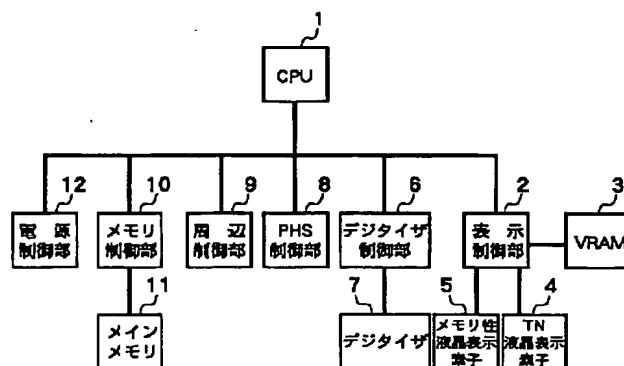 1
CPU
12
10
9
8
6
2
3
電源
制御部
メモリ
制御部
周辺
制御部
PHS
制御部
デジタイザ
制御部
表示
制御部
VRAM
11
7
5
4
メイン
メモリ
デジタイザ
メモリ性
液晶表示
素子
TN
液晶表示
素子